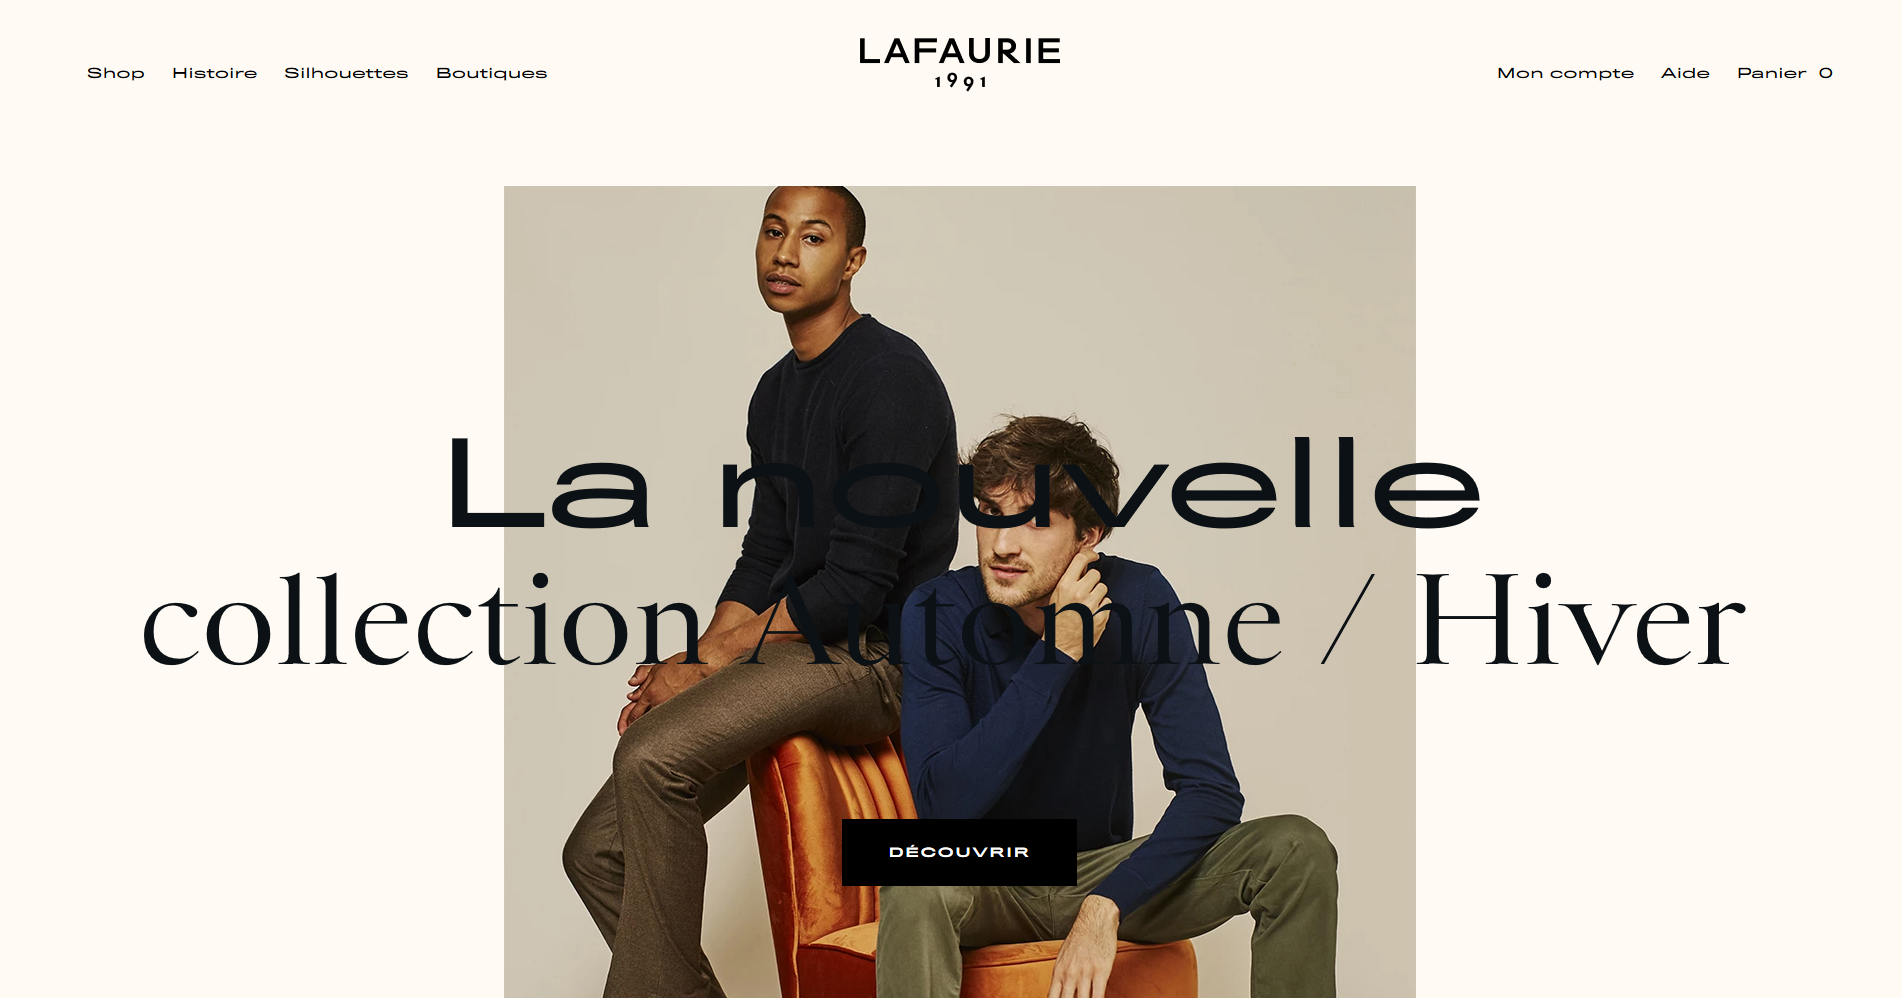 LAFAURIE
1991
Shop Histoire Silhouettes Boutiques
Mon compte Aide Panier 0
La nouvelle
collection Automne / Hiver
DÉCOUVRIR